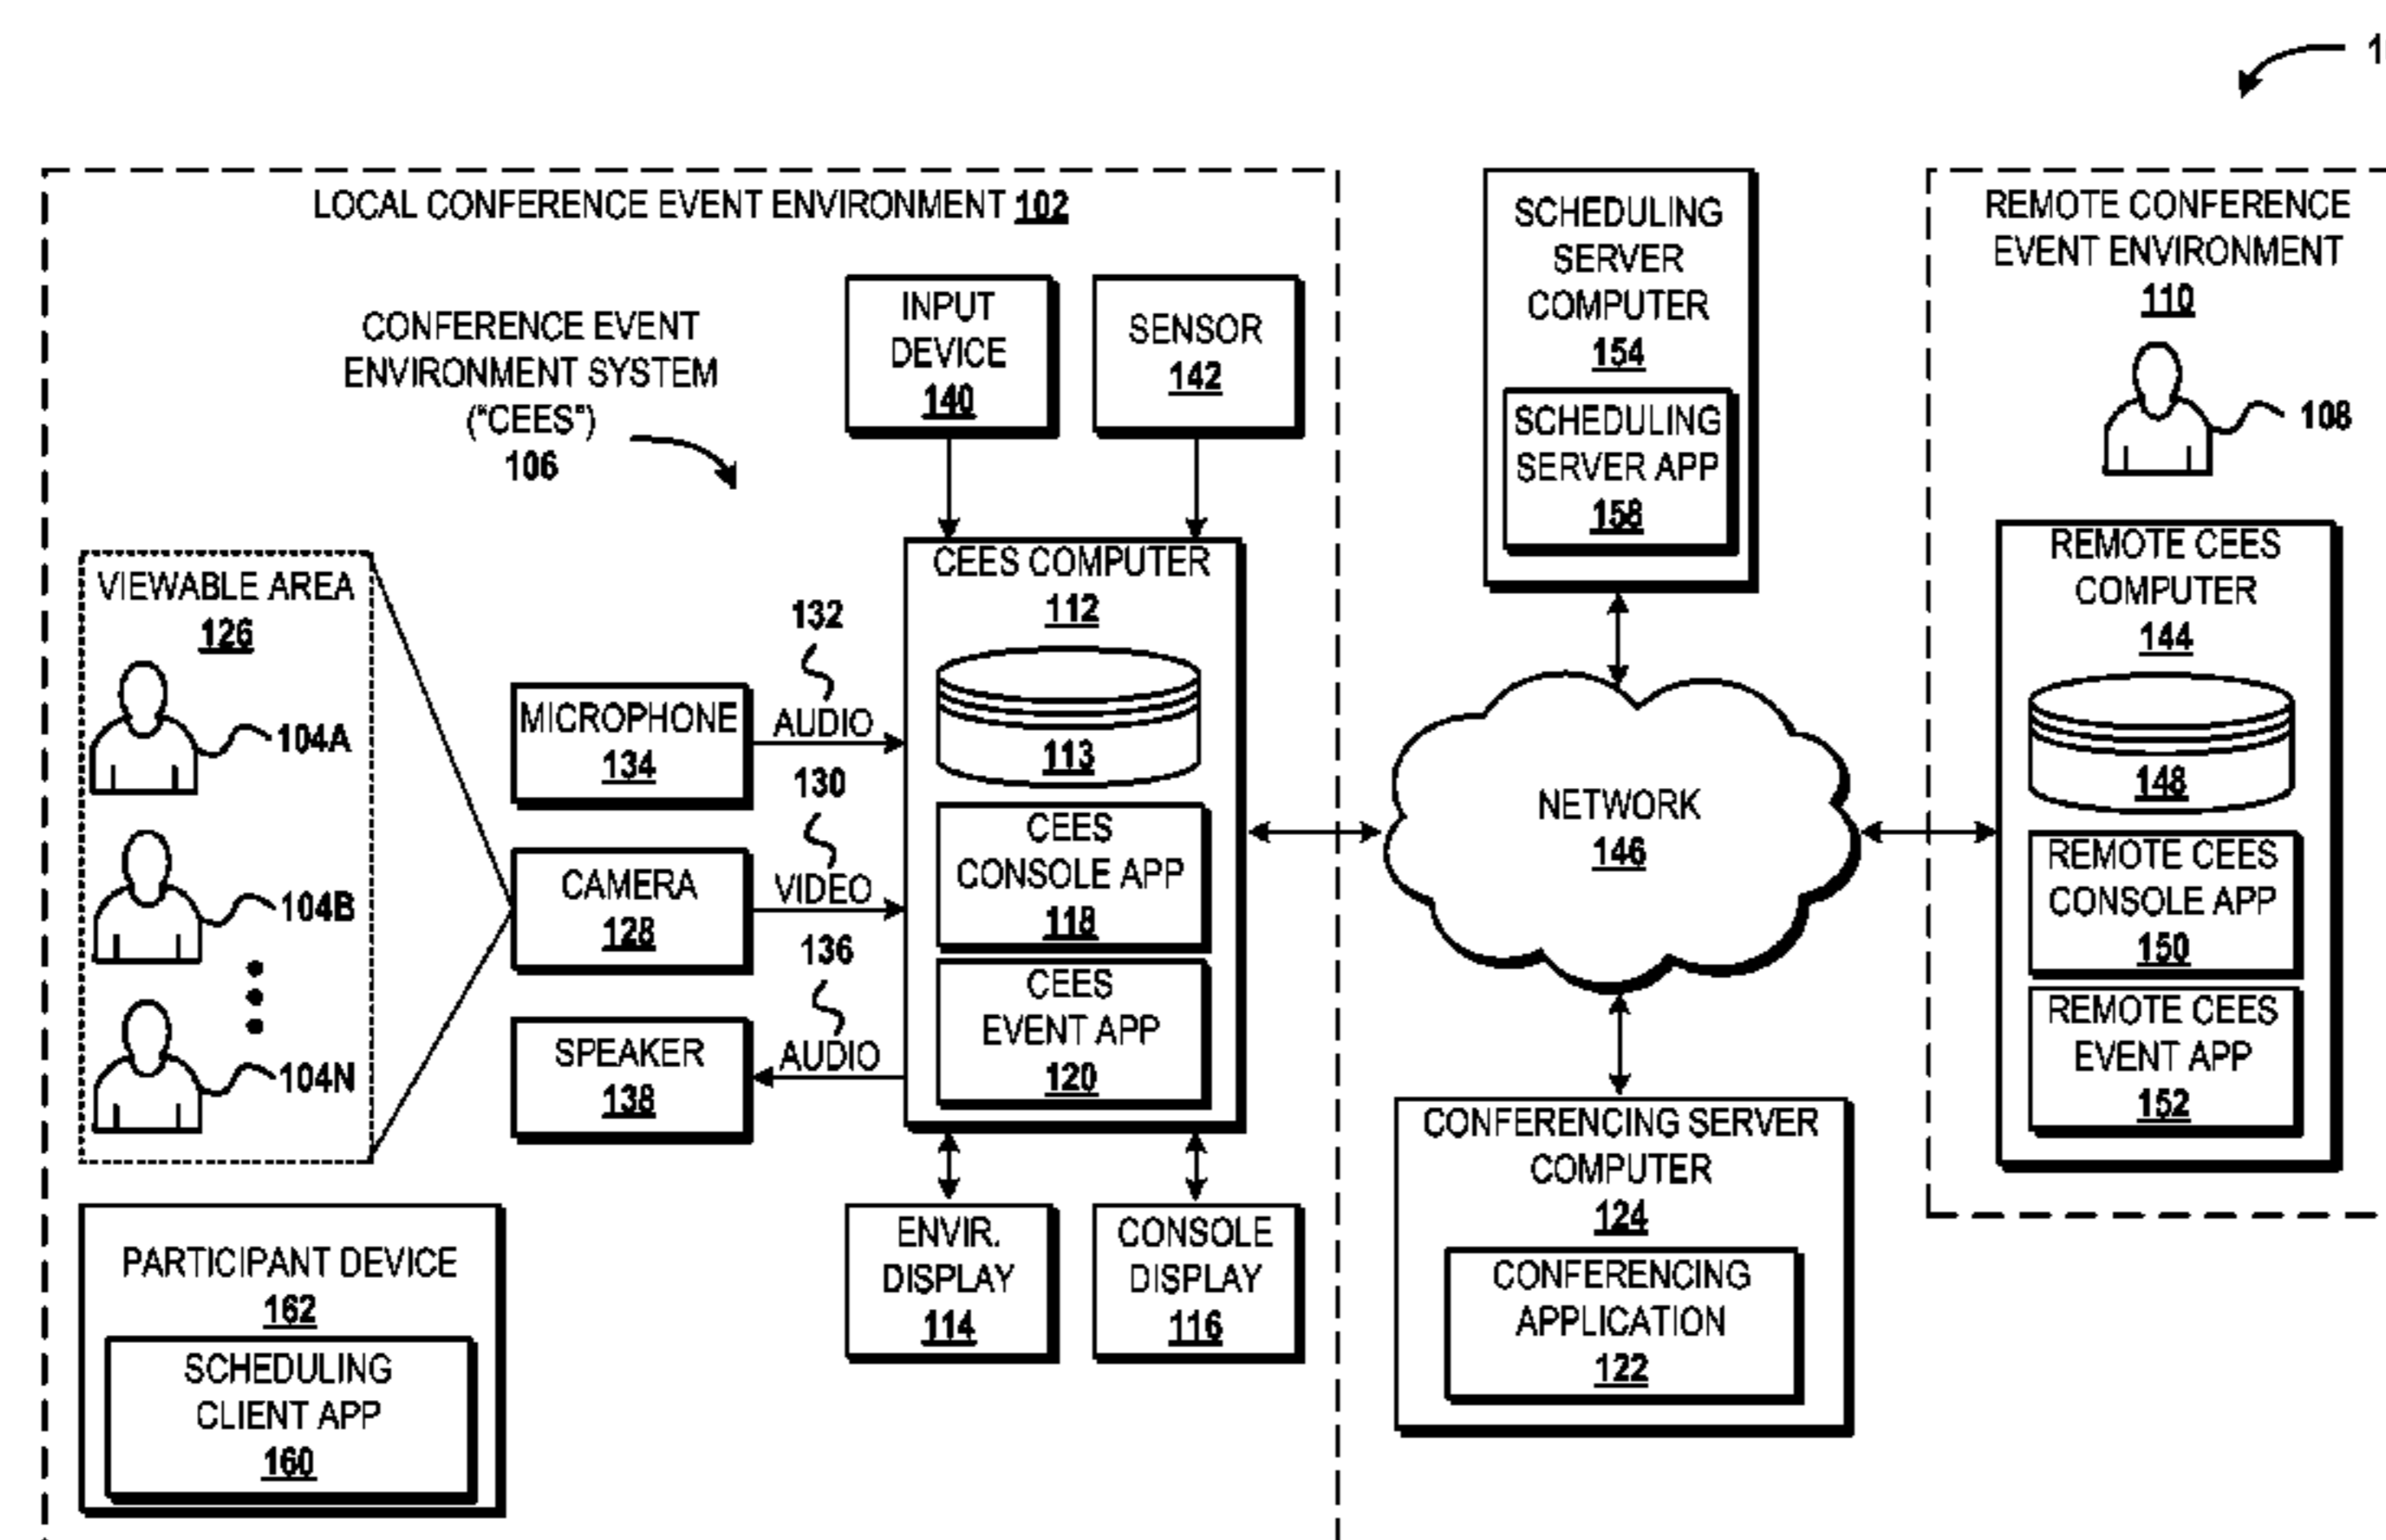 LOCAL CONFERENCE EVENT ENVIRONMENT 102
CONFERENCE EVENT
ENVIRONMENT SYSTEM
("CEES")
106
INPUT
DEVICE
140
SENSOR
142
VIEWABLE AREA
126
104A
104B
104N
MICROPHONE
134
132
AUDIO
CAMERA
128
130
VIDEO
SPEAKER
138
136
AUDIO
CEES COMPUTER
112
113
CEES
CONSOLE APP
118
CEES
EVENT APP
120
ENVIR.
DISPLAY
114
CONSOLE
DISPLAY
116
PARTICIPANT DEVICE
162
SCHEDULING
CLIENT APP
160
SCHEDULING
SERVER
COMPUTER
154
SCHEDULING
SERVER APP
158
NETWORK
146
CONFERENCING SERVER
COMPUTER
124
CONFERENCING
APPLICATION
122
REMOTE CONFERENCE
EVENT ENVIRONMENT
110
108
REMOTE CEES
COMPUTER
144
148
REMOTE CEES
CONSOLE APP
150
REMOTE CEES
EVENT APP
152